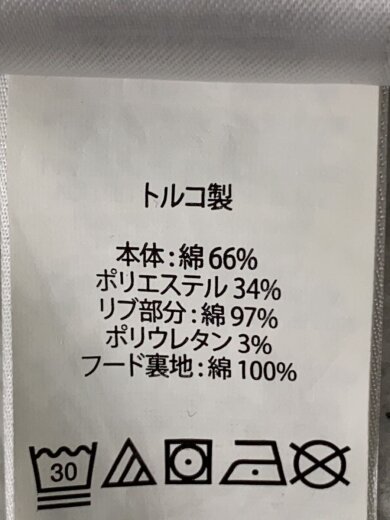 トルコ製
本体：綿 66%
ポリエステル 34%
リブ部分：綿 97%
ポリウレタン 3%
フード裏地：綿 100%
30